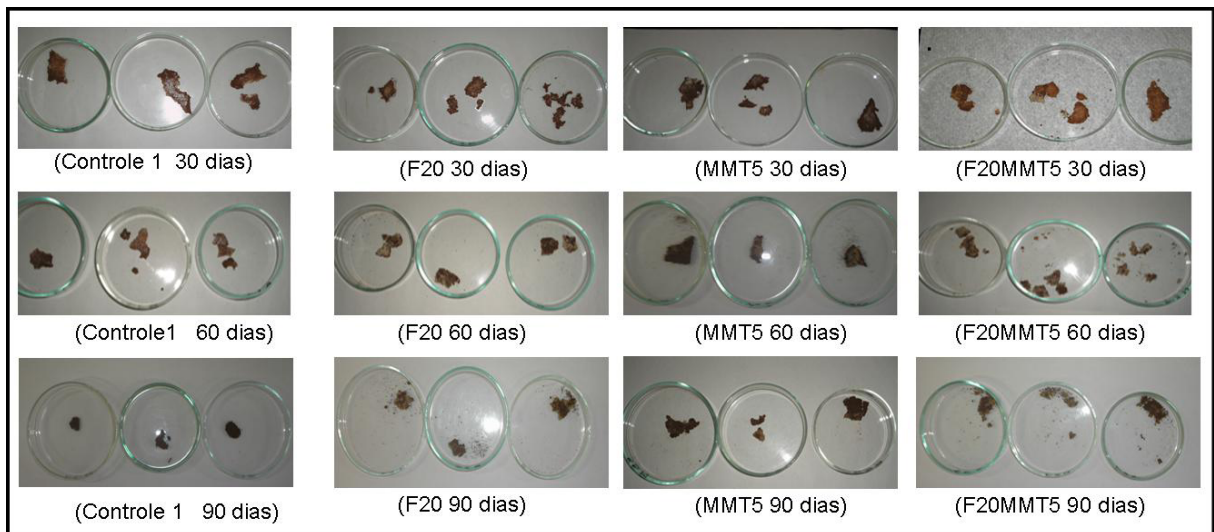 (Controle 1 30 dias)
(F20 30 dias)
(MMT5 30 dias)
(F20MMT5 30 dias)
(Controle1 60 dias)
(F20 60 dias)
(MMT5 60 dias)
(F20MMT5 60 dias)
(Controle 1 90 dias)
(F20 90 dias)
(MMT5 90 dias)
(F20MMT5 90 dias)